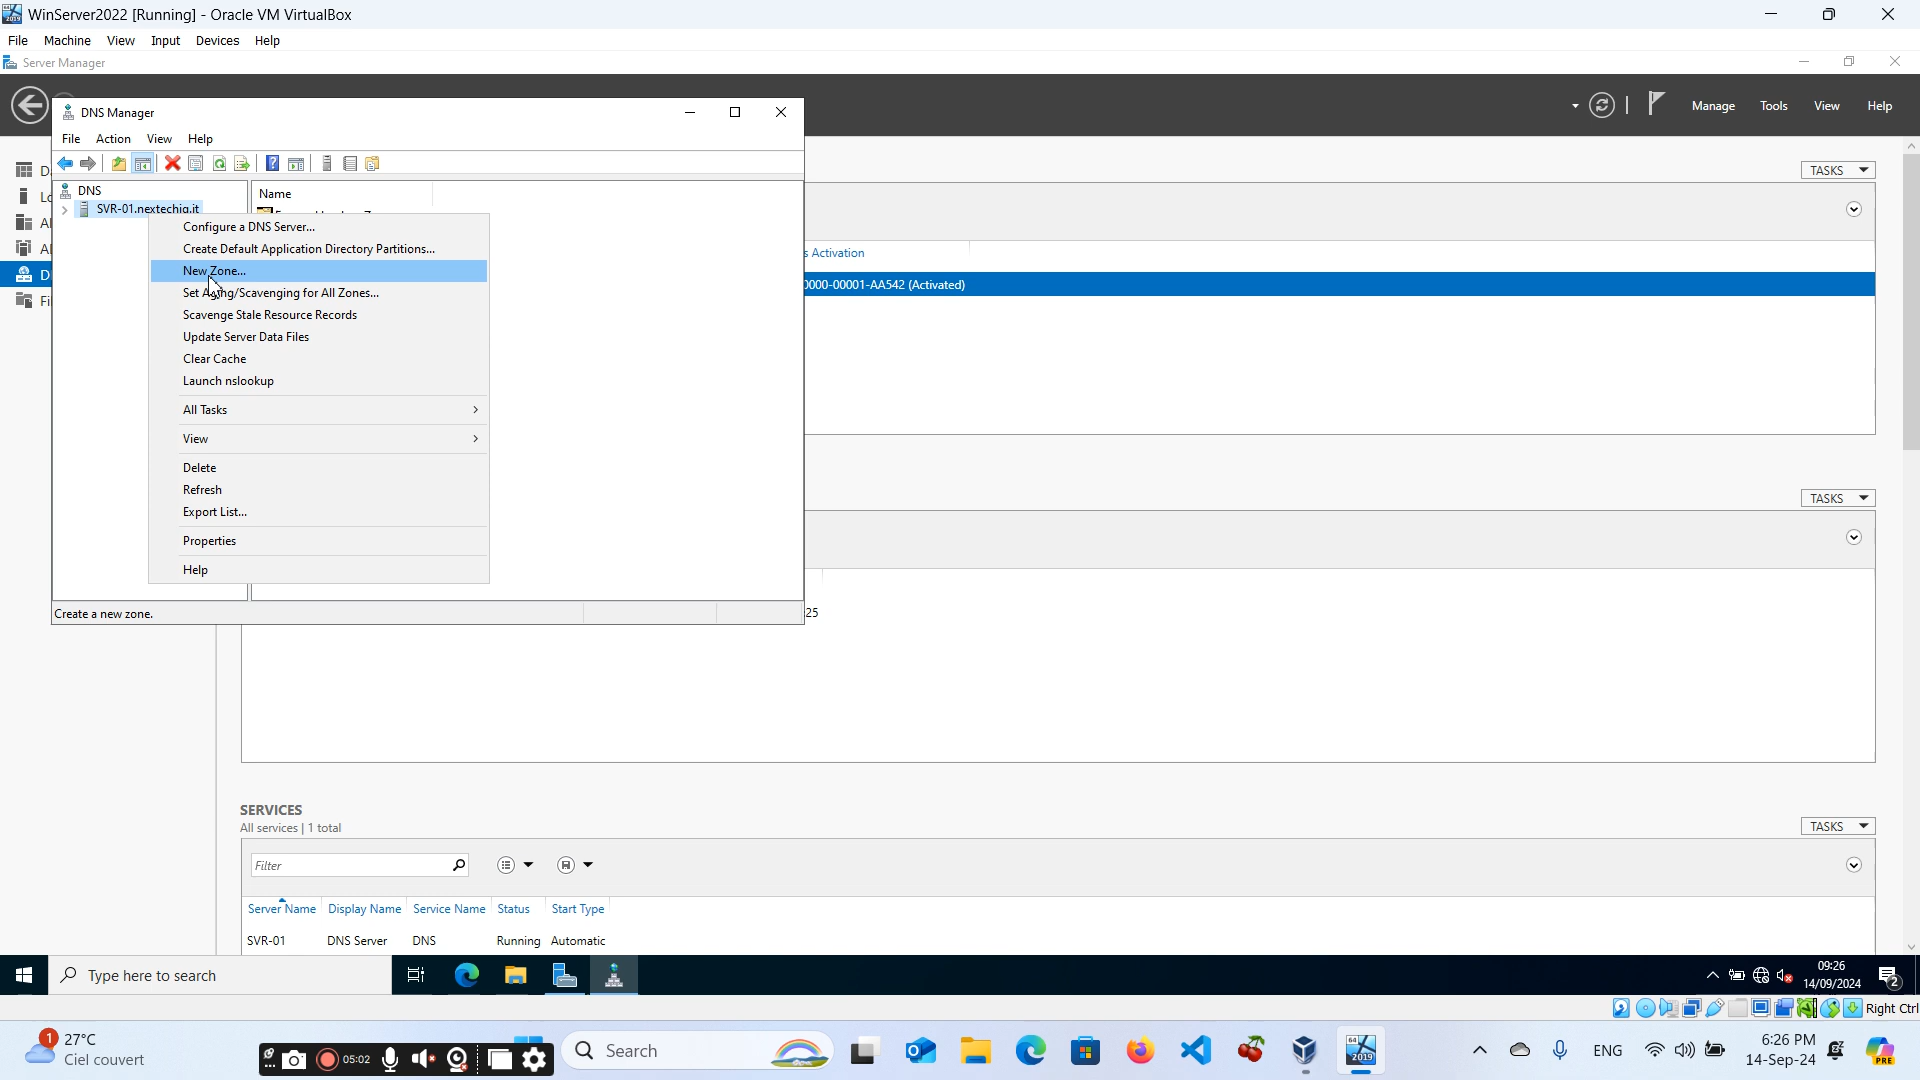 WinServer2022 [Running] - Oracle VM VirtualBox
File Machine View Input Devices Help
Server Manager
DNS Manager
Manage Tools View Help
File Action View Help
TASKS
DNS
Name
SVR-01.nextechiq.it
Configure a DNS Server...
Create Default Application Directory Partitions...
Activation
New Zone...
0000-00001-AA542 (Activated)
Set Aging/Scavenging for All Zones...
Scavenge Stale Resource Records
Update Server Data Files
Clear Cache
Launch nslookup
All Tasks
View
Delete
Refresh
TASKS
Export List...
Properties
Help
Create a new zone.
25
SERVICES
All services | 1 total
TASKS
Filter
Server Name Display Name Service Name Status Start Type
SVR-01 DNS Server DNS Running Automatic
Type here to search
09:26
14/09/2024
2
Right Ctrl
1
27°C
Ciel couvert
05:02
Search
64
2019
ENG
6:26 PM
14-Sep-24
PRE